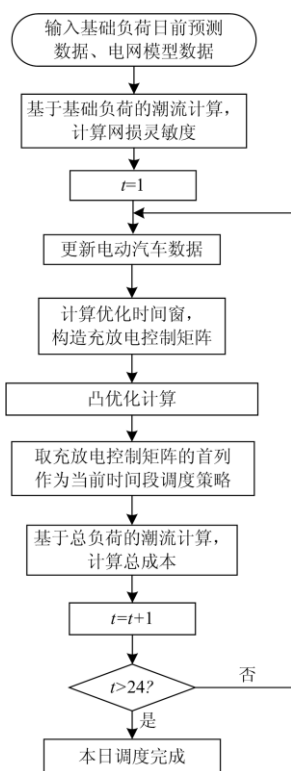 输入基础负荷日前预测
数据、电网模型数据
基于基础负荷的潮流计算，
计算网损灵敏度
t=1
更新电动汽车数据
计算优化时间窗，
构造充放电控制矩阵
凸优化计算
取充放电控制矩阵的首列
作为当前时间段调度策略
基于总负荷的潮流计算，
计算总成本
t=t+1
t>24?
否
是
本日调度完成